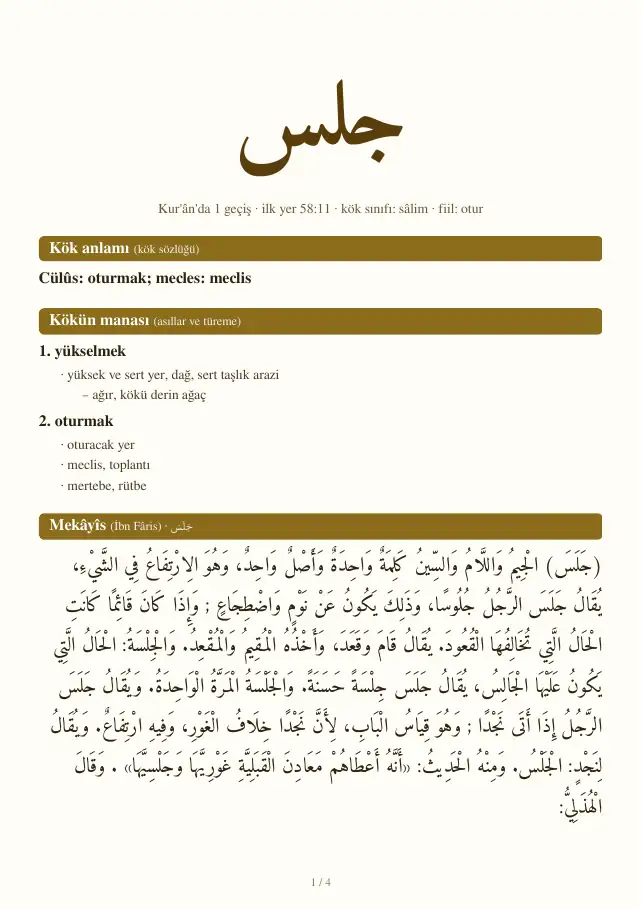 جلس
Kur'ân'da 1 geçiş · ilk yer 58:11 · kök sınıfı: sâlim · fiil: otur
Kök anlamı (kök sözlüğü)
Cülûs: oturmak; mecles: meclis
Kökün manası (asıllar ve türeme)
1. yükselmek
· yüksek ve sert yer, dağ, sert taşlık arazi
– ağır, kökü derin ağaç
2. oturmak
· oturacak yer
· meclis, toplantı
· mertebe, rütbe
Mekâyîs (İbn Fâris) · جَلَسَ
(جَلَسَ) الْجِيمُ وَاللَّامُ وَالسِّينُ كَلِمَةٌ وَاحِدَةٌ وَأَصْلٌ وَاحِدٌ، وَهُوَ الِارْتِفَاعُ فِي الشَّيْءِ،
يُقَالُ جَلَسَ الرَّجُلُ جُلُوسًا، وَذَلِكَ يَكُونُ عَنْ نَوْمٍ وَاضْطِجَاعٍ ; وَإِذَا كَانَ قَائِمًا كَانَتِ
الْحَالُ الَّتِي تُخَالِفُهَا الْقُعُودَ. يُقَالُ قَامَ وَقَعَدَ، وَأَخْذُهُ الْمُقِيمُ وَالْمُقْعِدُ. وَالْجِلْسَةُ: الْحَالُ الَّتِي
يَكُونُ عَلَيْهَا الْجَالِسُ، يُقَالُ جَلَسَ جِلْسَةً حَسَنَةً. وَالْجَلْسَةُ الْمَرَّةُ الْوَاحِدَةُ. وَيُقَالُ جَلَسَ
الرَّجُلُ إِذَا أَتَى نَجْدًا ; وَهُوَ قِيَاسُ الْبَابِ، لِأَنَّ نَجْدًا خِلَافُ الْغَوْرِ، وَفِيهِ ارْتِفَاعٌ. وَيُقَالُ
لِنَجْدٍ: الْجَلْسُ. وَمِنْهُ الْحَدِيثُ: «أَنَّهُ أَعْطَاهُمْ مَعَادِنَ الْقَبَلِيَّةِ غَوْرِيَّهَا وَجَلْسِيَّهَا» . وَقَالَ
الْهُذَلِيُّ:
1 / 4